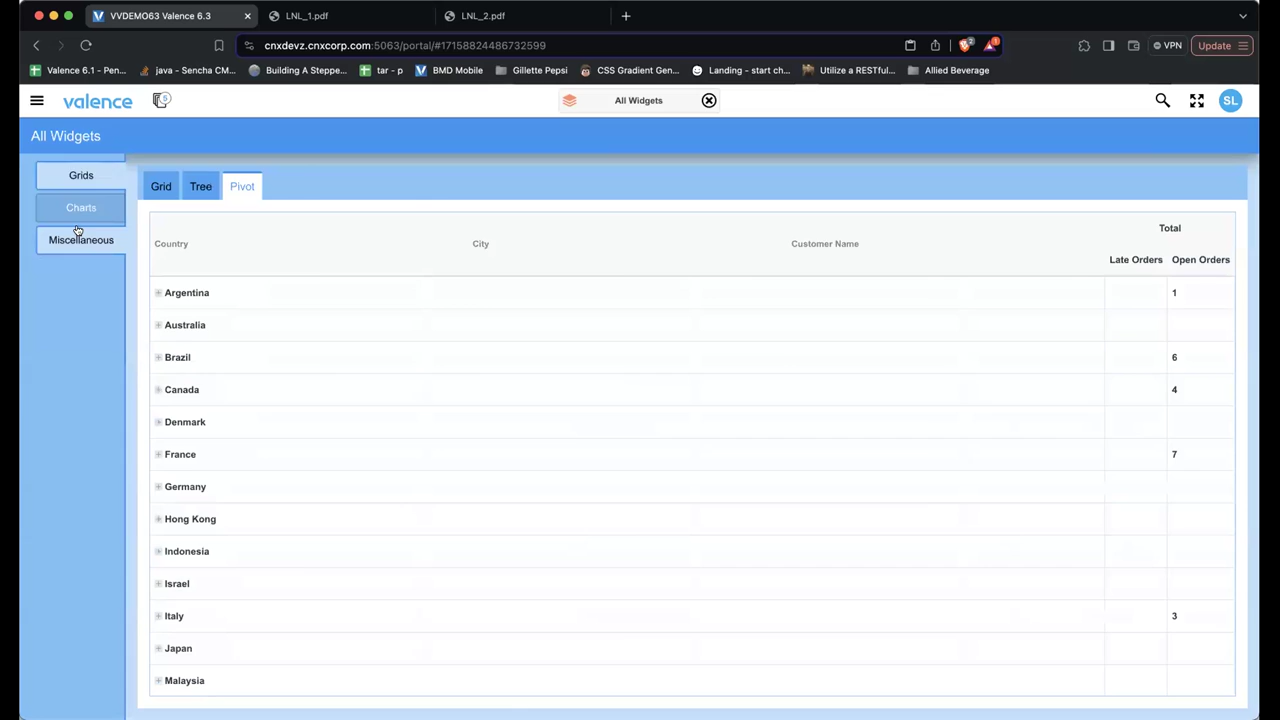 VVDEMO63 Valence 6.3
LNL_1.pdf
LNL_2.pdf
cnxdevz.cnxcorp.com:5063/portal/#17158824486732599
2
1
VPN
Update
Valence 6.1 - Pen...
java - Sencha CM...
Building A Steppe...
tar - p
BMD Mobile
Gillette Pepsi
CSS Gradient Gen...
Landing - start ch...
Utilize a RESTful...
Allied Beverage
valence
All Widgets
SL
All Widgets
Grids
Charts
Miscellaneous
Grid Tree Pivot
Country City Customer Name Total
Late Orders Open Orders
Argentina 1
Australia
Brazil 6
Canada 4
Denmark
France 7
Germany
Hong Kong
Indonesia
Israel
Italy 3
Japan
Malaysia